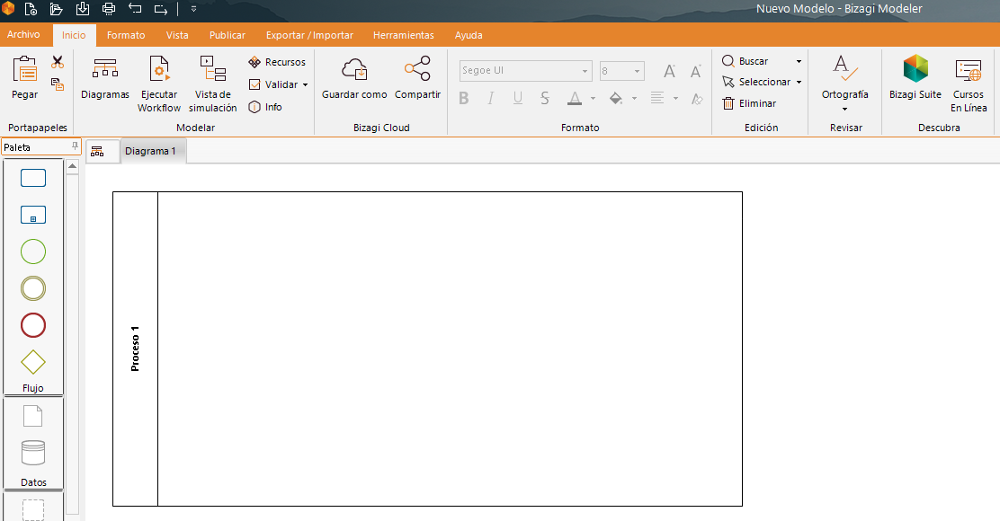 Nuevo Modelo - Bizagi Modeler
Archivo Inicio Formato Vista Publicar Exportar / Importar Herramientas Ayuda
Pegar
Portapapeles
Diagramas
Ejecutar
Workflow
Vista de
simulación
Recursos
Validar
Info
Modelar
Guardar como
Compartir
Bizagi Cloud
Segoe UI
8
B I U S A
Formato
Buscar
Seleccionar
Eliminar
Edición
Ortografía
Revisar
Bizagi Suite
Cursos
En Línea
Descubra
Paleta
Diagrama 1
Flujo
Datos
Proceso 1